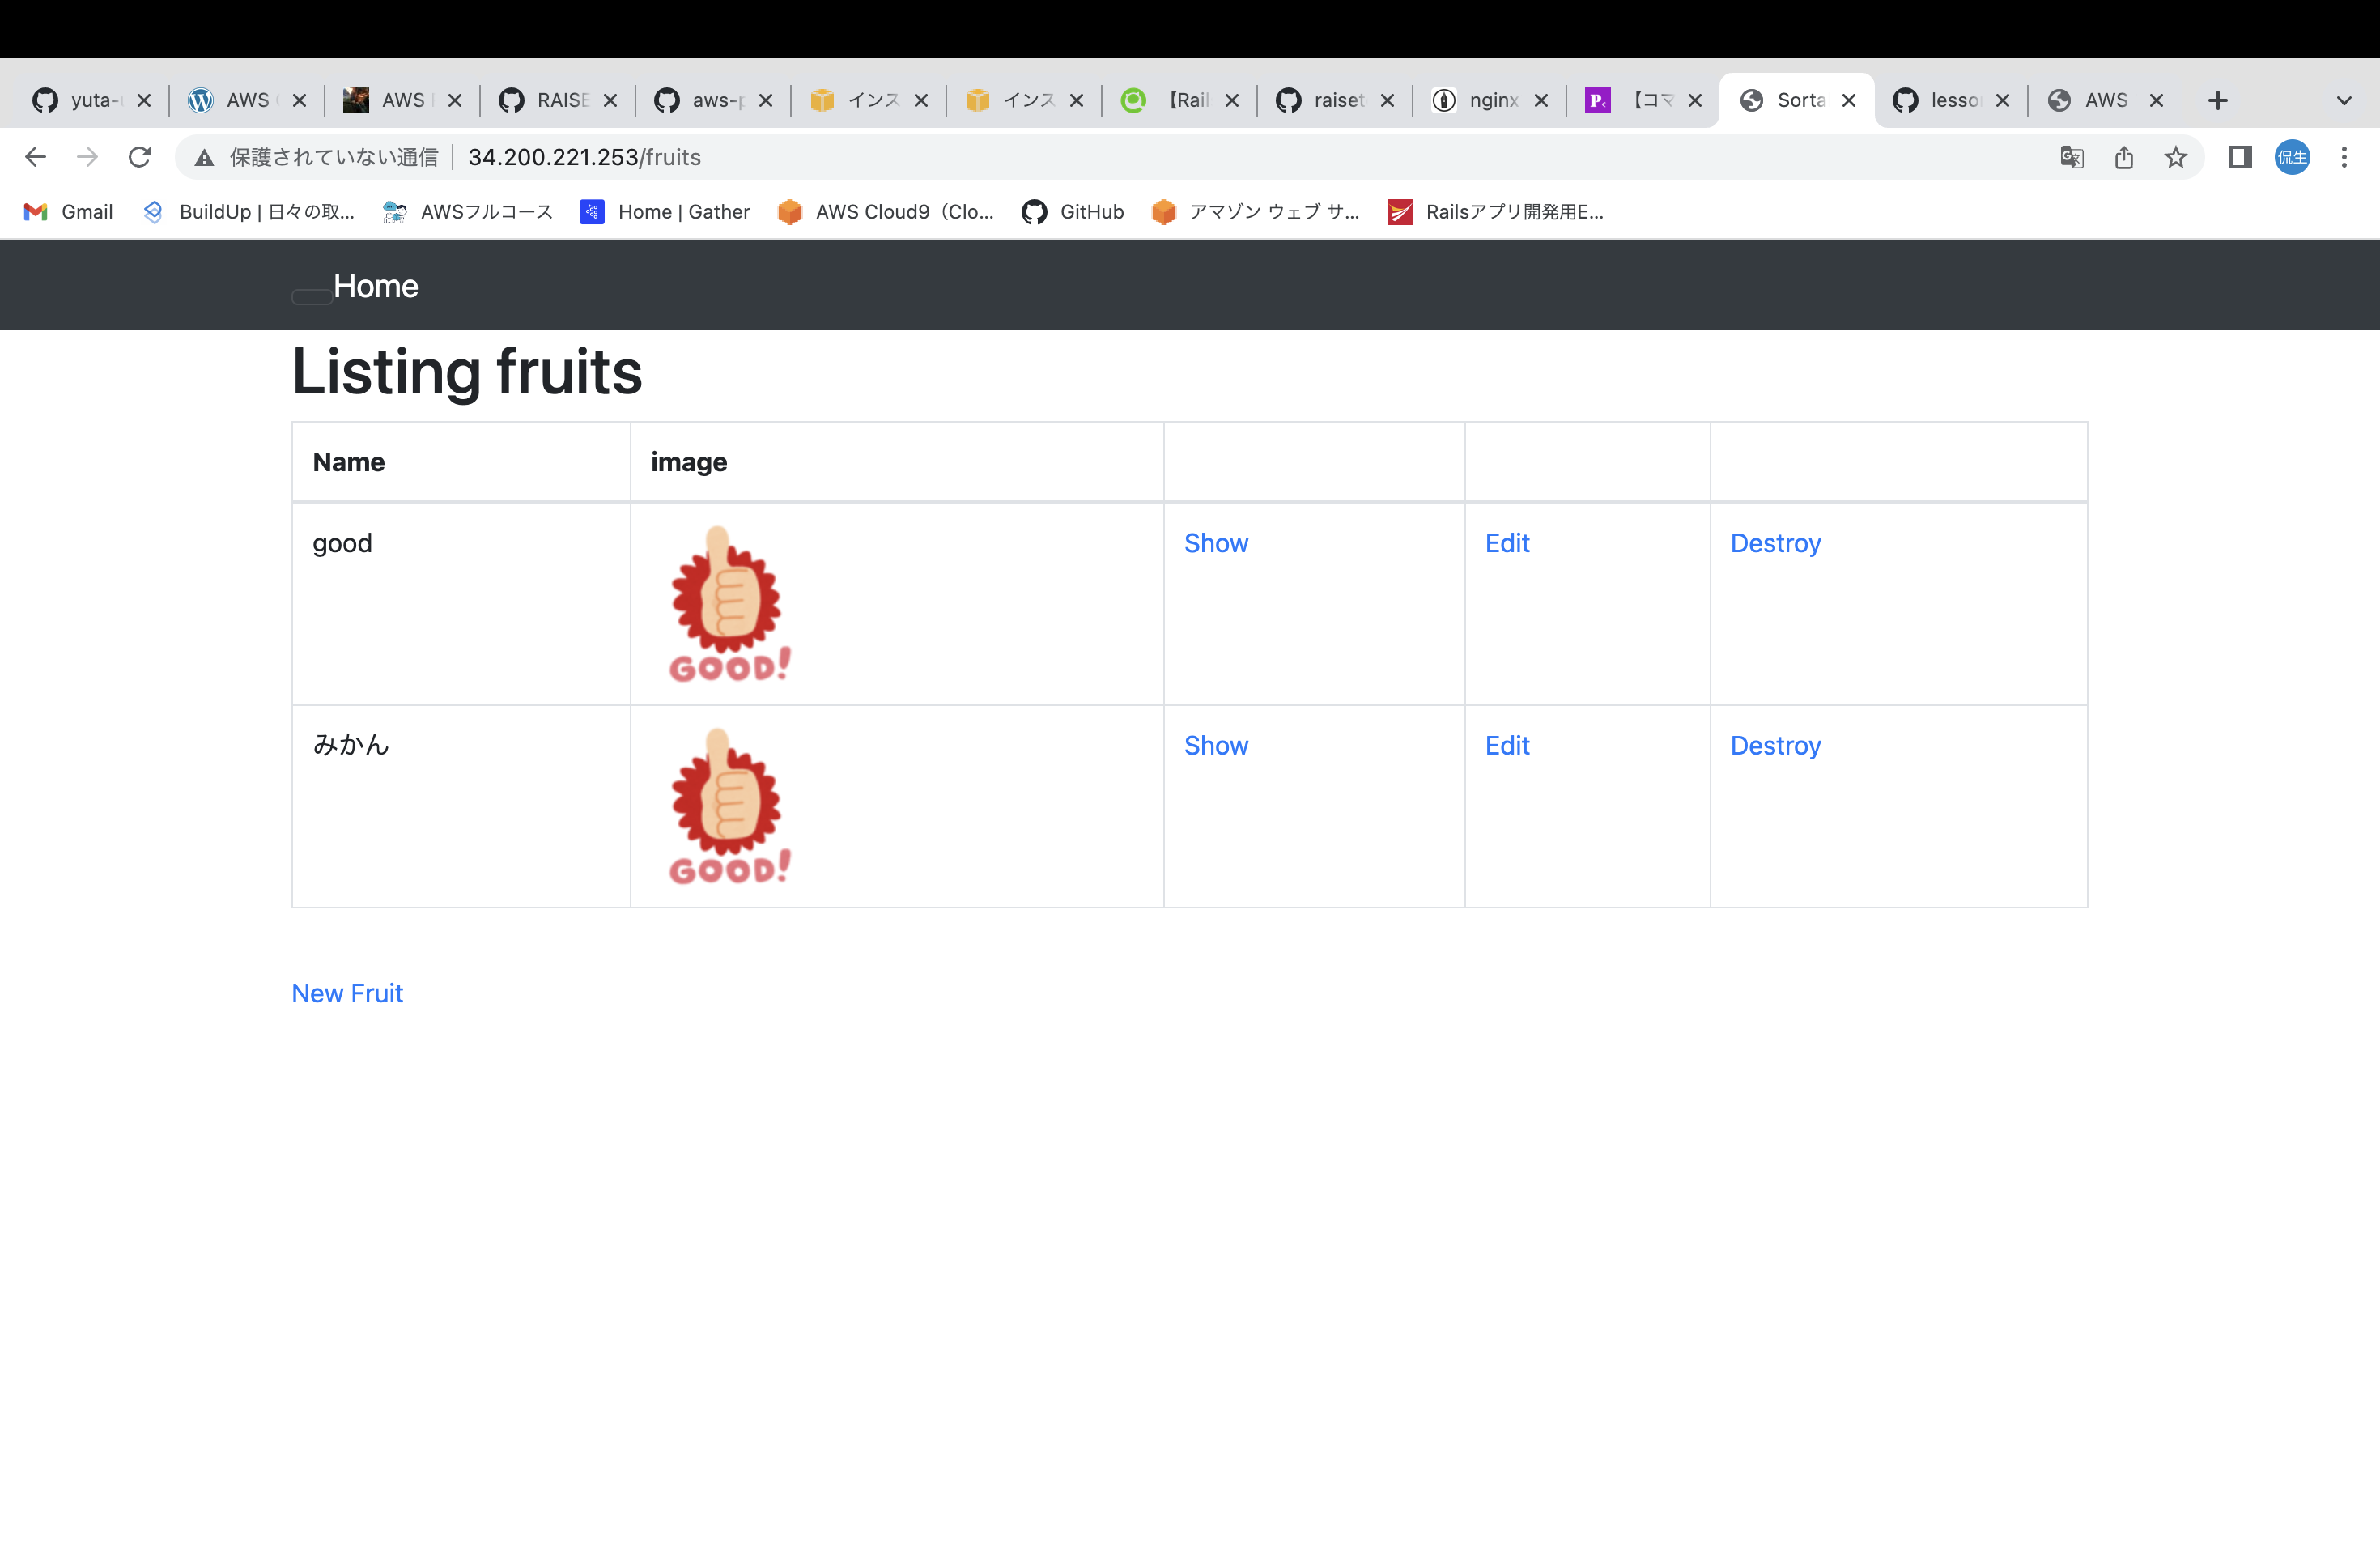 yuta- AWS AWS RAISE aws-p インス インス 【Rail raiset nginx 【コマ Sorta lesso AWS
保護されていない通信 34.200.221.253/fruits 侃生
Gmail BuildUp | 日々の取... AWSフルコース Home | Gather AWS Cloud9（Clo... GitHub アマゾン ウェブ サ... Railsアプリ開発用E...
Home
Listing fruits
Name image
good GOOD! Show Edit Destroy
みかん GOOD! Show Edit Destroy
New Fruit